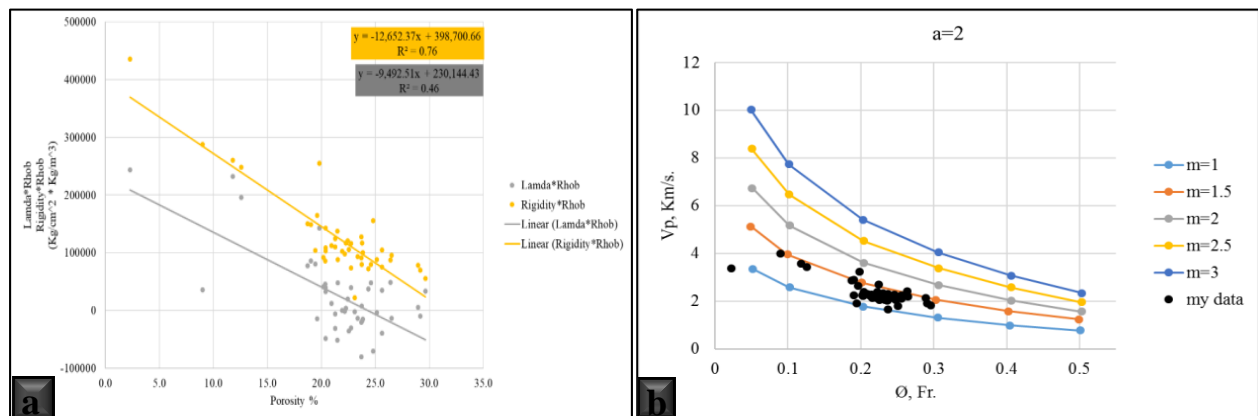 500000
400000
300000
200000
100000
0
-100000
Lamda*Rhob
Rigidity*Rhob
(Kg/cm^2 * Kg/m^3)
y = -12,652.37x + 398,700.66
R² = 0.76
y = -9,492.51x + 230,144.43
R² = 0.46
Lamda*Rhob
Rigidity*Rhob
Linear (Lamda*Rhob)
Linear (Rigidity*Rhob)
0.0 5.0 10.0 15.0 20.0 25.0 30.0 35.0
Porosity %
a
a=2
12
10
8
6
4
2
0
Vp, Km/s.
m=1
m=1.5
m=2
m=2.5
m=3
my data
0 0.1 0.2 0.3 0.4 0.5
Ø, Fr.
b